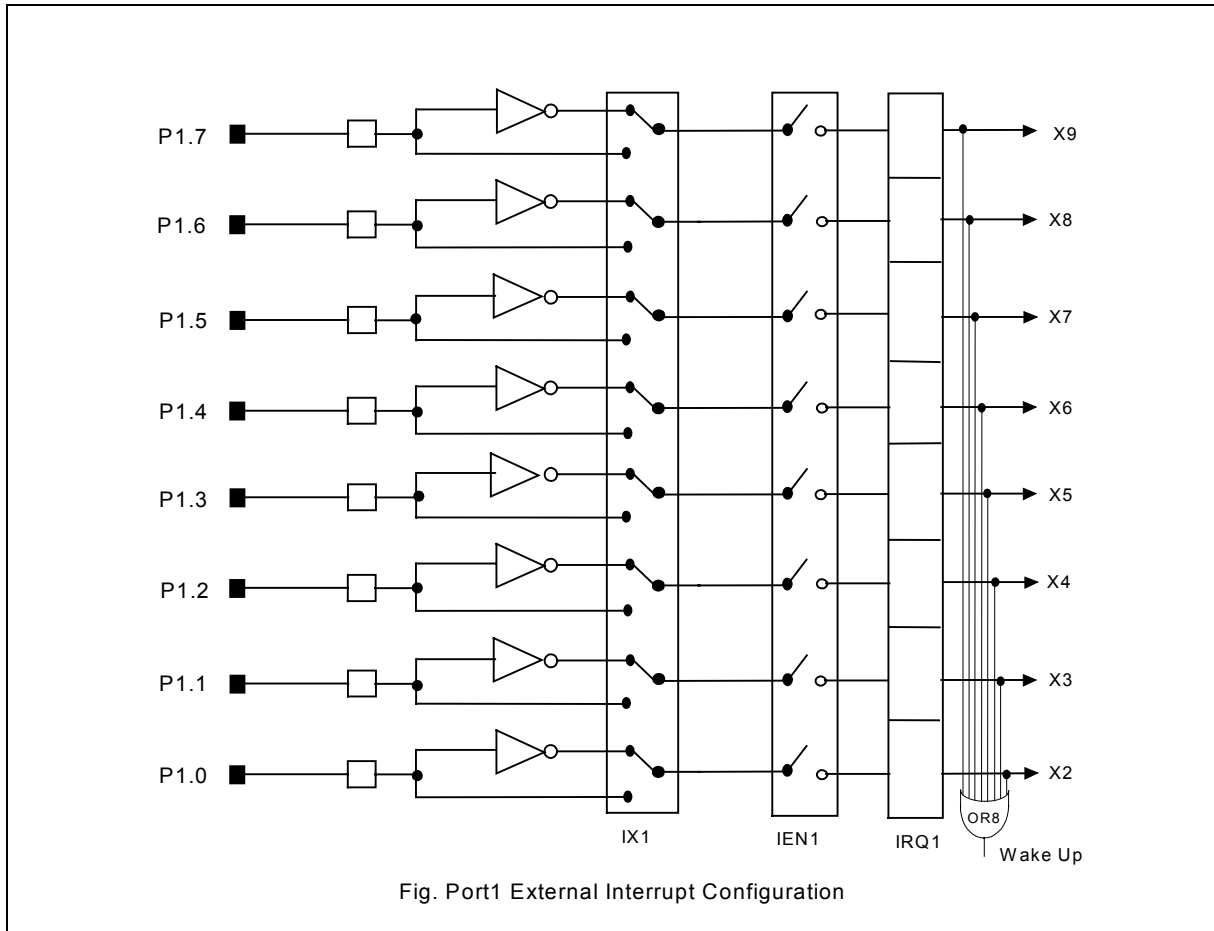 P1.7
X9
P1.6
X8
P1.5
X7
P1.4
X6
P1.3
X5
P1.2
X4
P1.1
X3
P1.0
X2
OR8
IX1
IEN1
IRQ1
Wake Up
Fig. Port1 External Interrupt Configuration